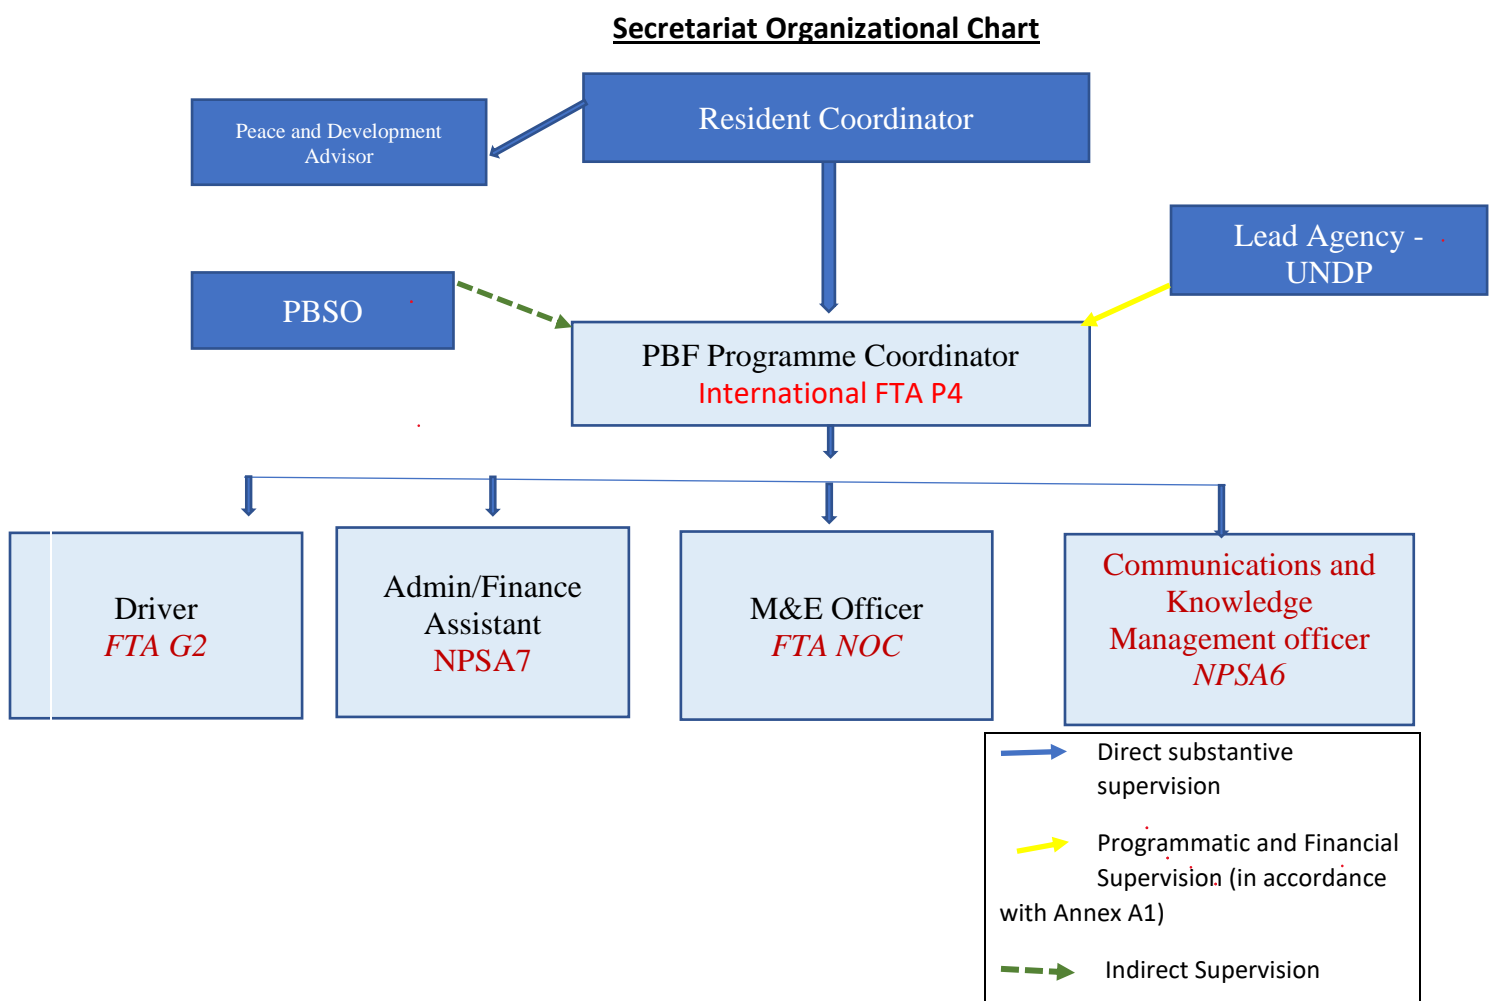 Secretariat Organizational Chart
Resident Coordinator
Peace and Development
Advisor
Lead Agency -
UNDP
PBSO
PBF Programme Coordinator
International FTA P4
Driver
FTA G2
Admin/Finance
Assistant
NPSA7
M&E Officer
FTA NOC
Communications and
Knowledge
Management officer
NPSA6
Direct substantive
supervision
Programmatic and Financial
Supervision (in accordance
with Annex A1)
Indirect Supervision